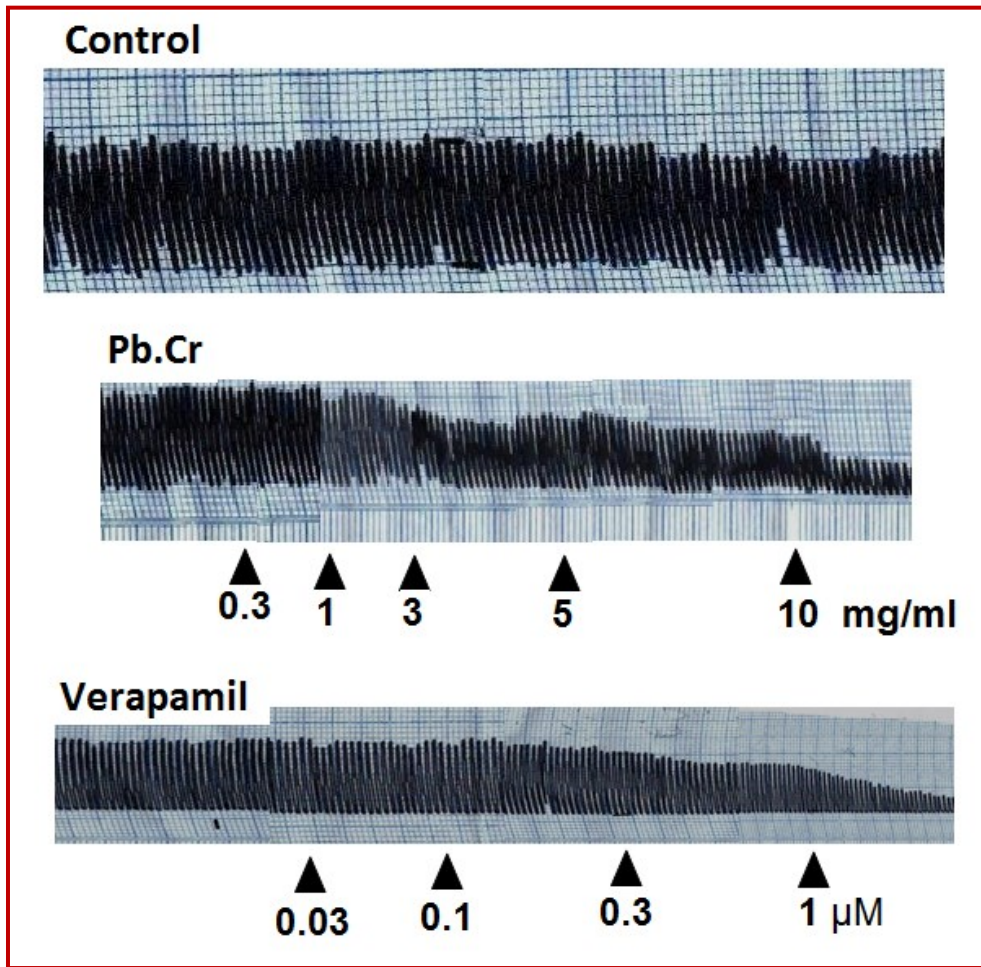 Control
Pb.Cr
0.3 1 3 5 10 mg/ml
Verapamil
0.03 0.1 0.3 1 µM